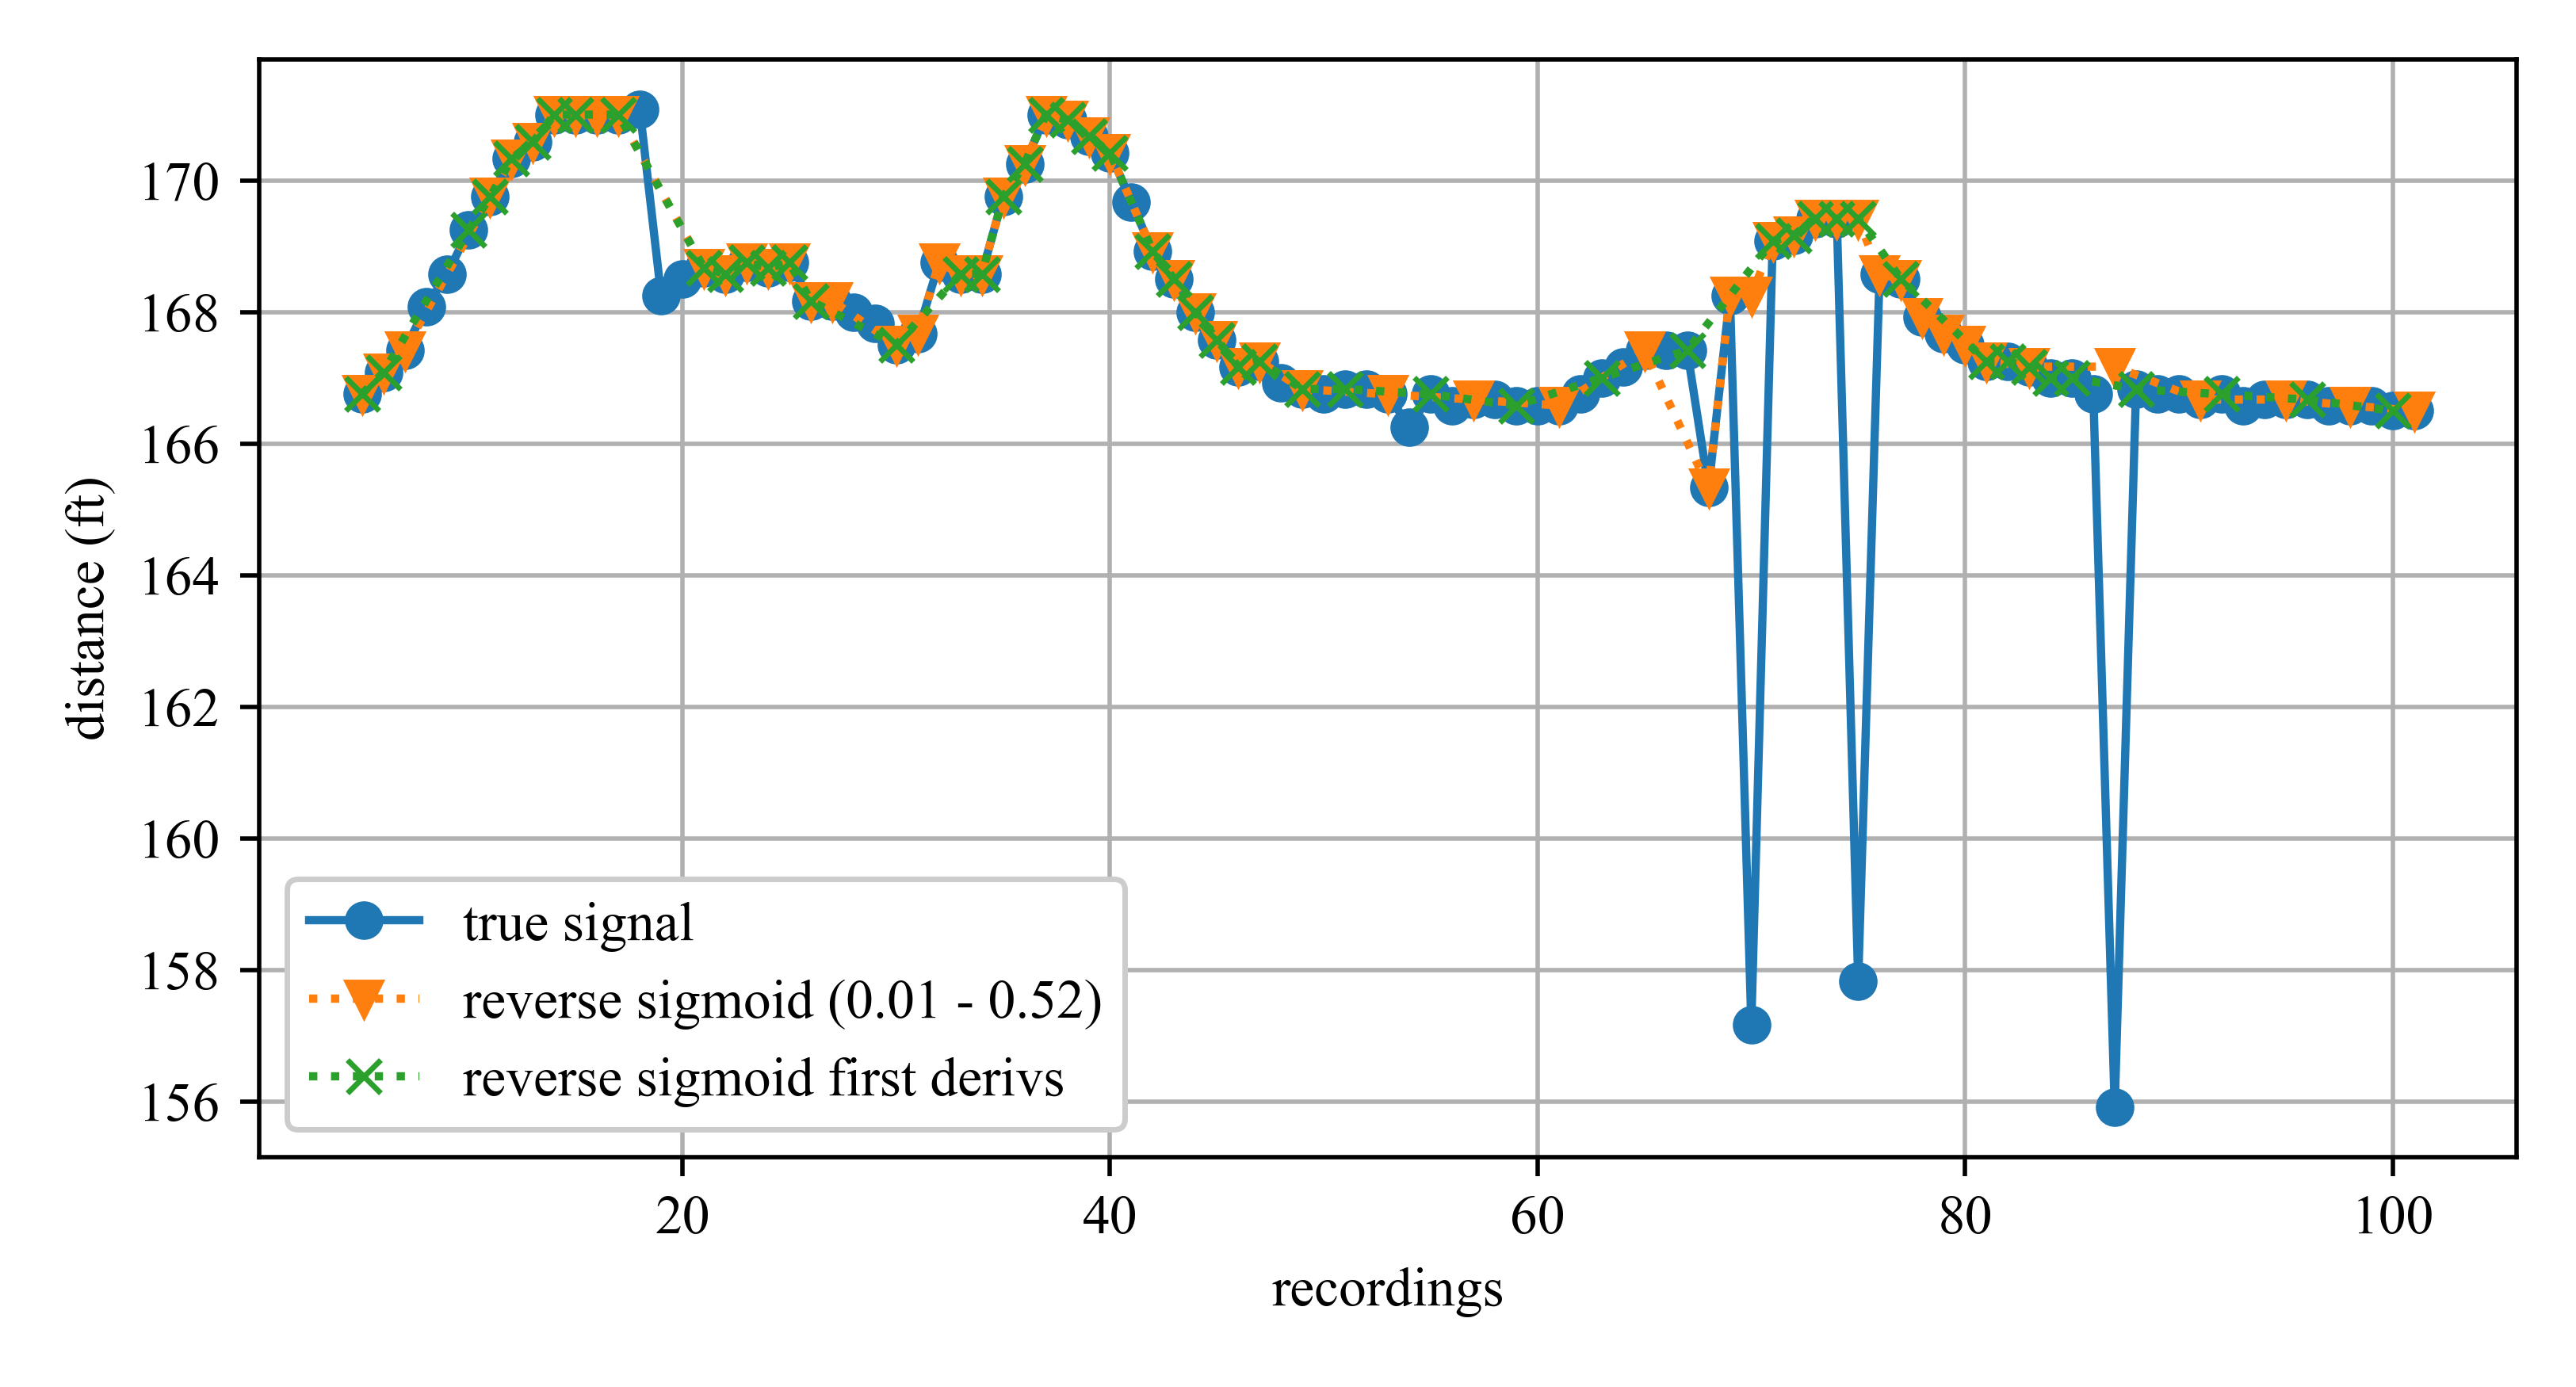 170
168
166
164
162
160
158
156
distance (ft)
true signal
reverse sigmoid (0.01 - 0.52)
reverse sigmoid first derivs
20
40
60
80
100
recordings